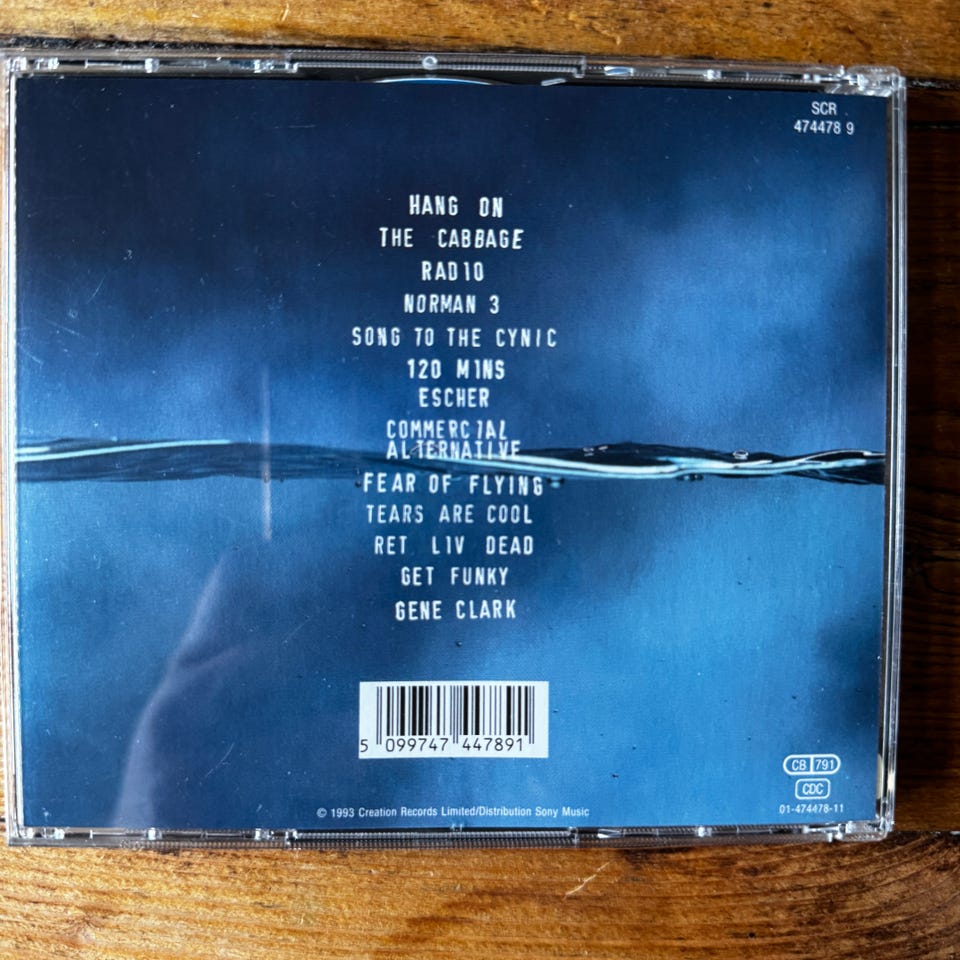 SCR
474478 9
HANG ON
THE CABBAGE
RADIO
NORMAN 3
SONG TO THE CYNIC
120 MINS
ESCHER
COMMERCIAL
ALTERNATIVE
FEAR OF FLYING
TEARS ARE COOL
RET LIV DEAD
GET FUNKY
GENE CLARK
5 099747 447891
CB 791
CDC
01-474478-11
© 1993 Creation Records Limited/Distribution Sony Music